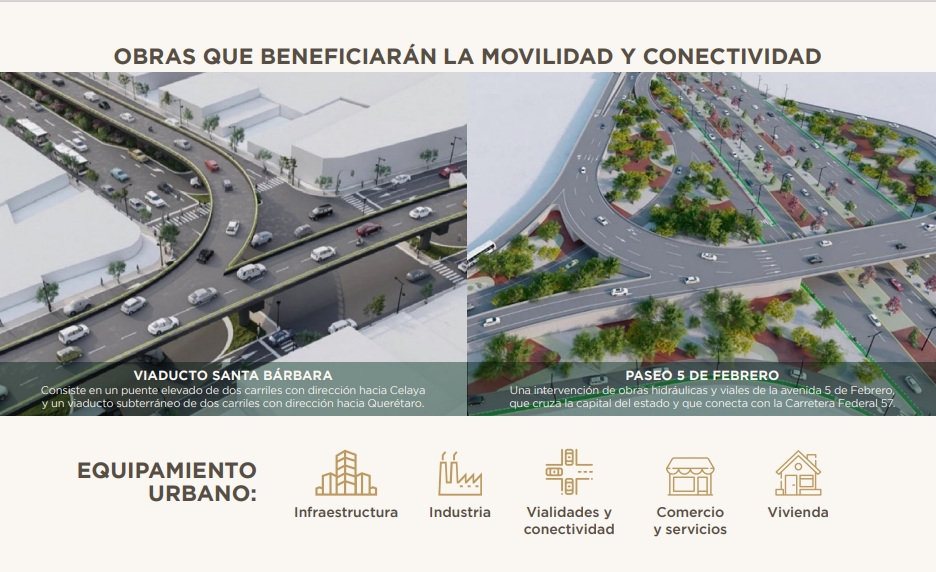 OBRAS QUE BENEFICIARÁN LA MOVILIDAD Y CONECTIVIDAD
VIADUCTO SANTA BÁRBARA
Consiste en un puente elevado de dos carriles con dirección hacia Celaya
y un viaducto subterráneo de dos carriles con dirección hacia Querétaro.
PASEO 5 DE FEBRERO
Una intervención de obras hidráulicas y viales de la avenida 5 de Febrero,
que cruza la capital del estado y que conecta con la Carretera Federal 57.
EQUIPAMIENTO
URBANO:
Infraestructura
Industria
Vialidades y
conectividad
Comercio
y servicios
Vivienda